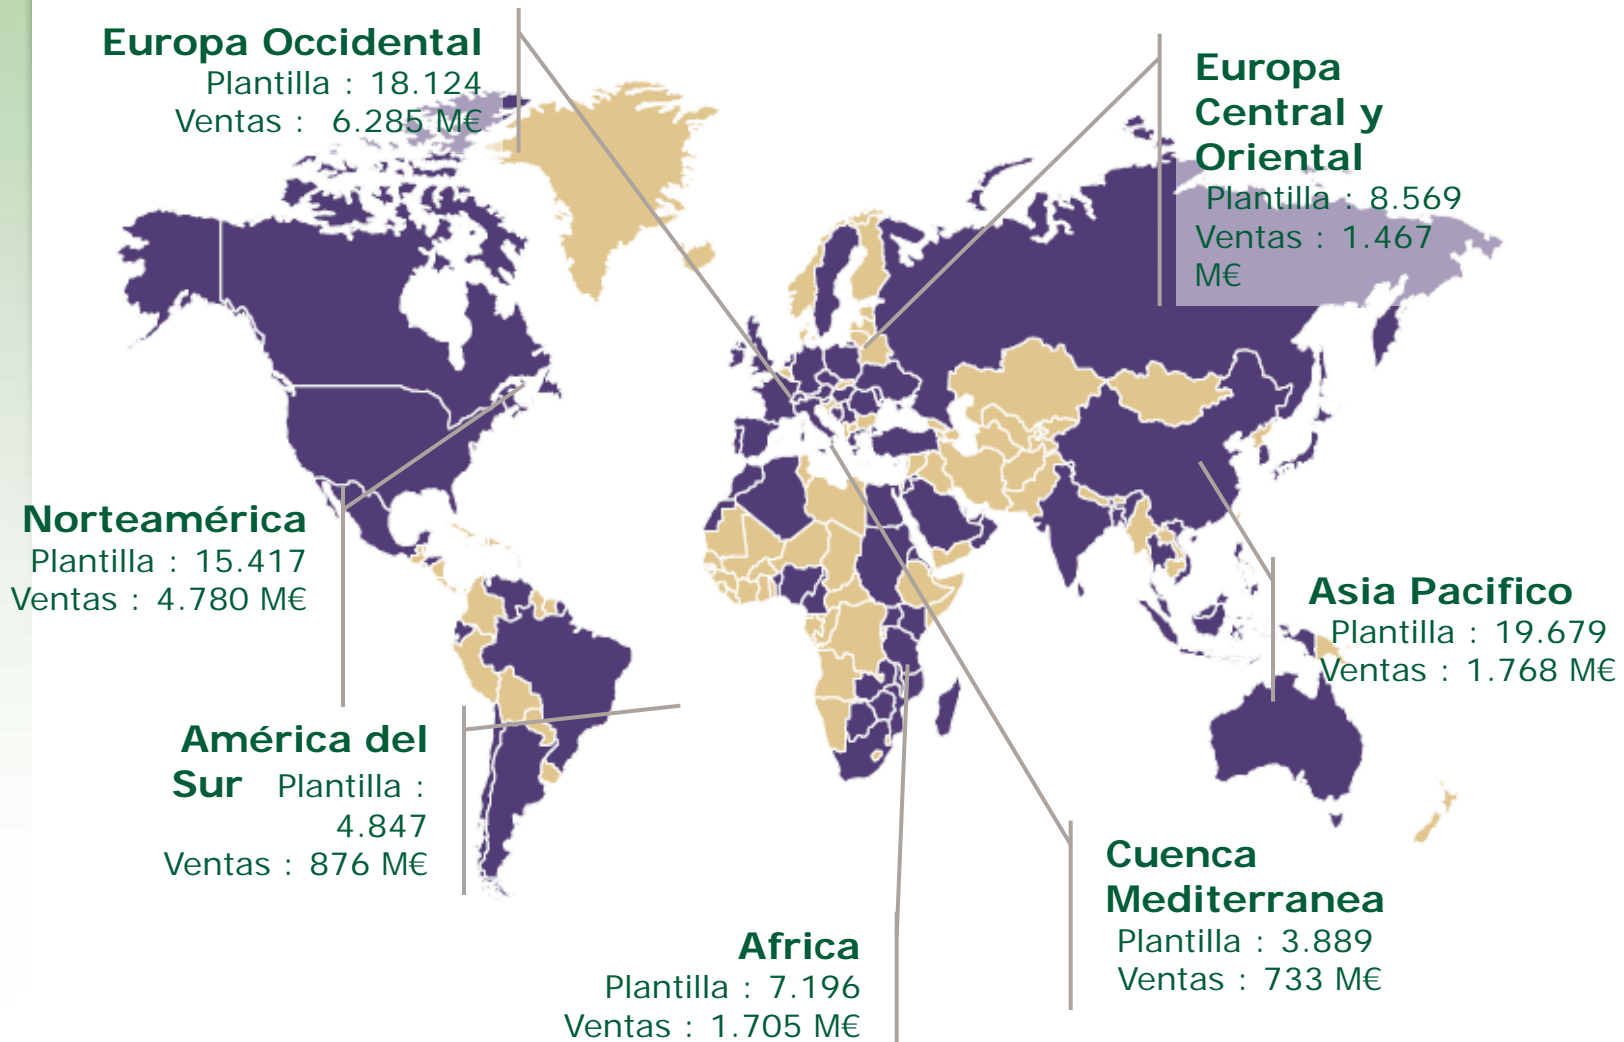 Europa Occidental
Plantilla : 18.124
Ventas : 6.285 M€
Europa
Central y
Oriental
Plantilla : 8.569
Ventas : 1.467
M€
Norteamérica
Plantilla : 15.417
Ventas : 4.780 M€
Asia Pacifico
Plantilla : 19.679
Ventas : 1.768 M€
América del
Sur Plantilla :
4.847
Ventas : 876 M€
Cuenca
Mediterranea
Plantilla : 3.889
Ventas : 733 M€
Africa
Plantilla : 7.196
Ventas : 1.705 M€